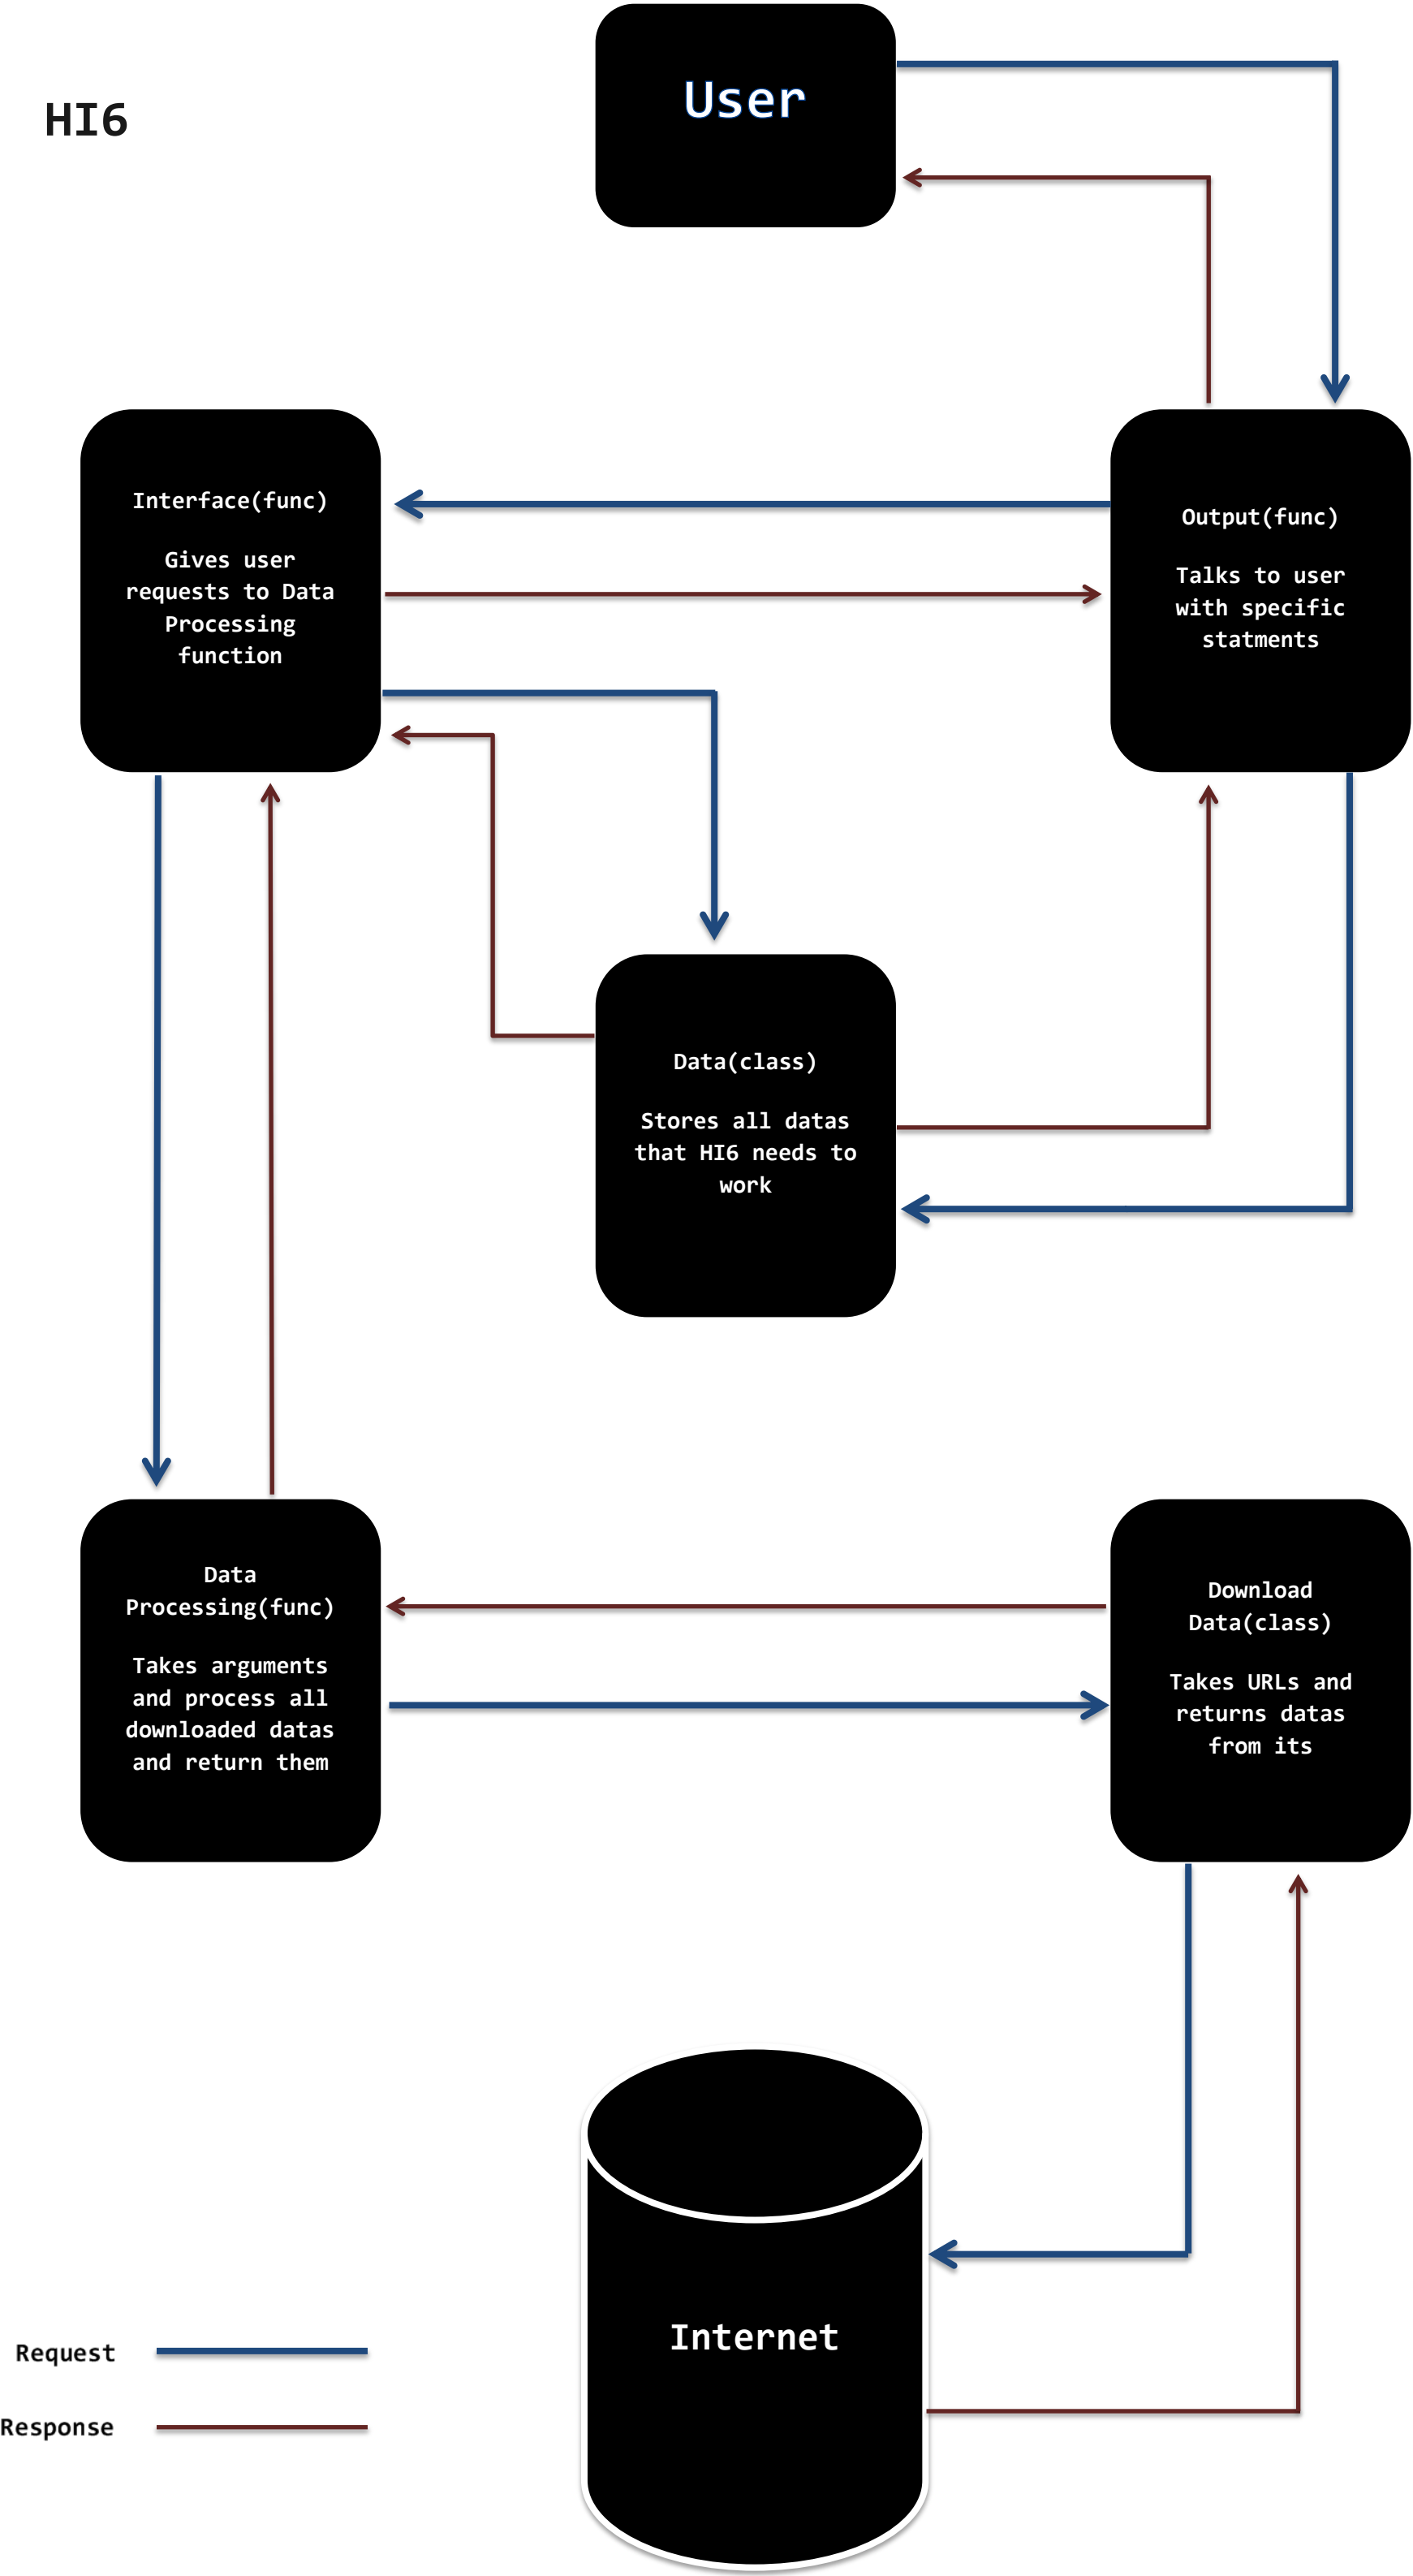 User
HI6
Interface(func)
Gives user
requests to Data
Processing
function
Output(func)
Talks to user
with specific
statments
Data(class)
Stores all datas
that HI6 needs to
work
Data
Processing(func)
Takes arguments
and process all
downloaded datas
and return them
Download
Data(class)
Takes URLs and
returns datas
from its
Internet
Request
Response